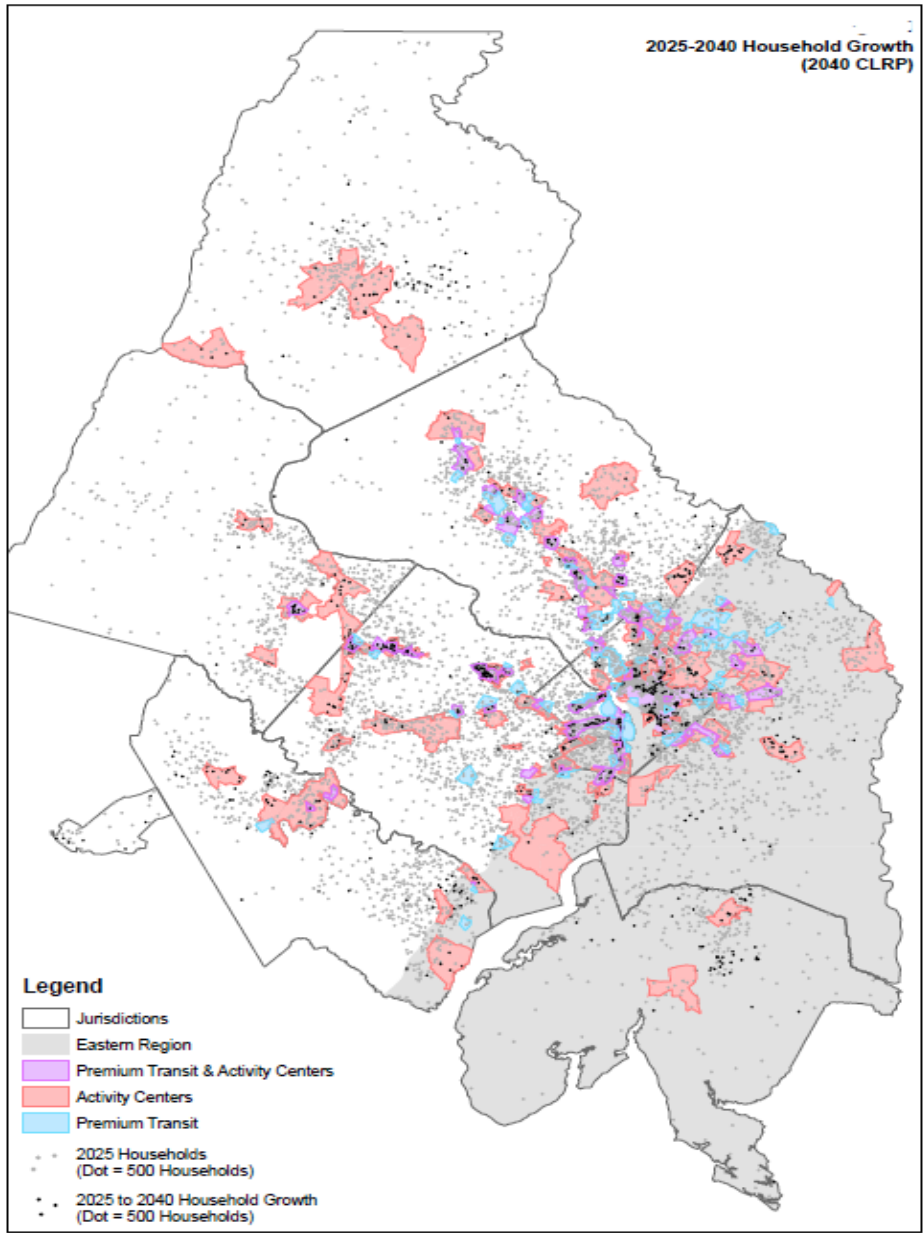 2025-2040 Household Growth
(2040 CLRP)
Legend
Jurisdictions
Eastern Region
Premium Transit & Activity Centers
Activity Centers
Premium Transit
2025 Households
(Dot = 500 Households)
2025 to 2040 Household Growth
(Dot = 500 Households)